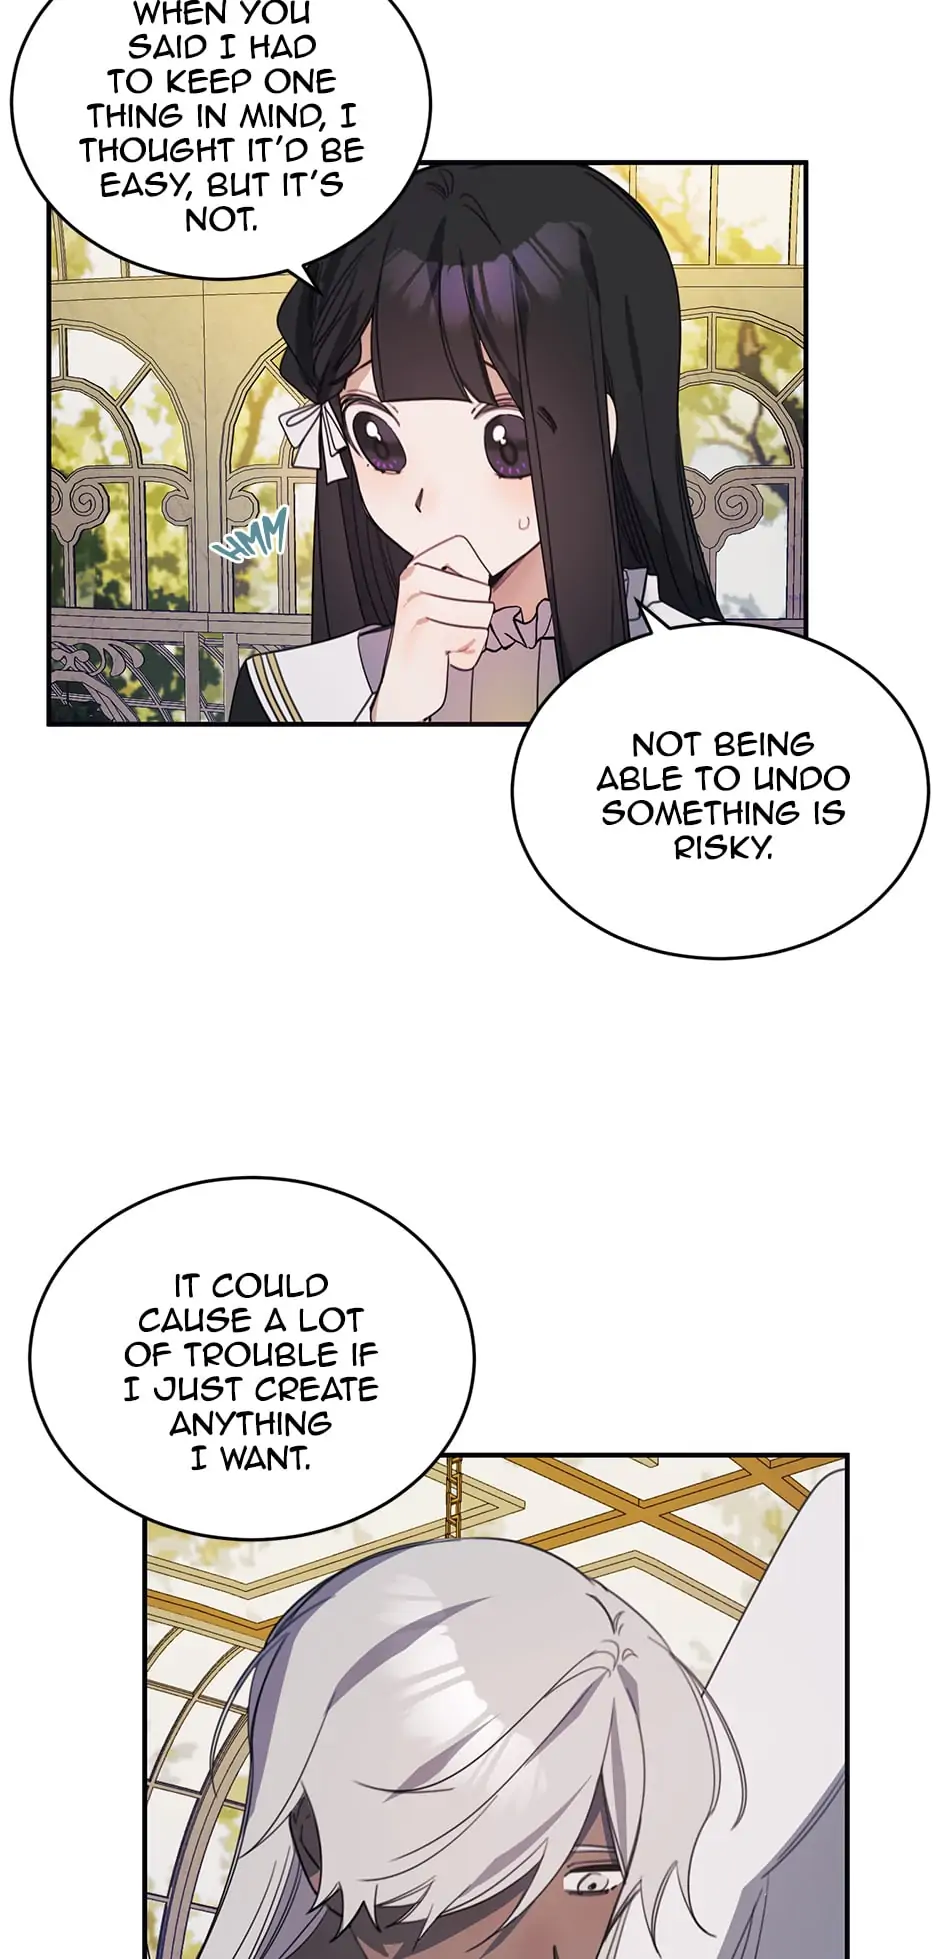 WHEN YOU
SAID I HAD
TO KEEP ONE
THING IN MIND, I
THOUGHT IT'D BE
EASY, BUT IT'S
NOT.
HMM
NOT BEING
ABLE TO UNDO
SOMETHING IS
RISKY.
IT COULD
CAUSE A LOT
OF TROUBLE IF
I JUST CREATE
ANYTHING
I WANT.